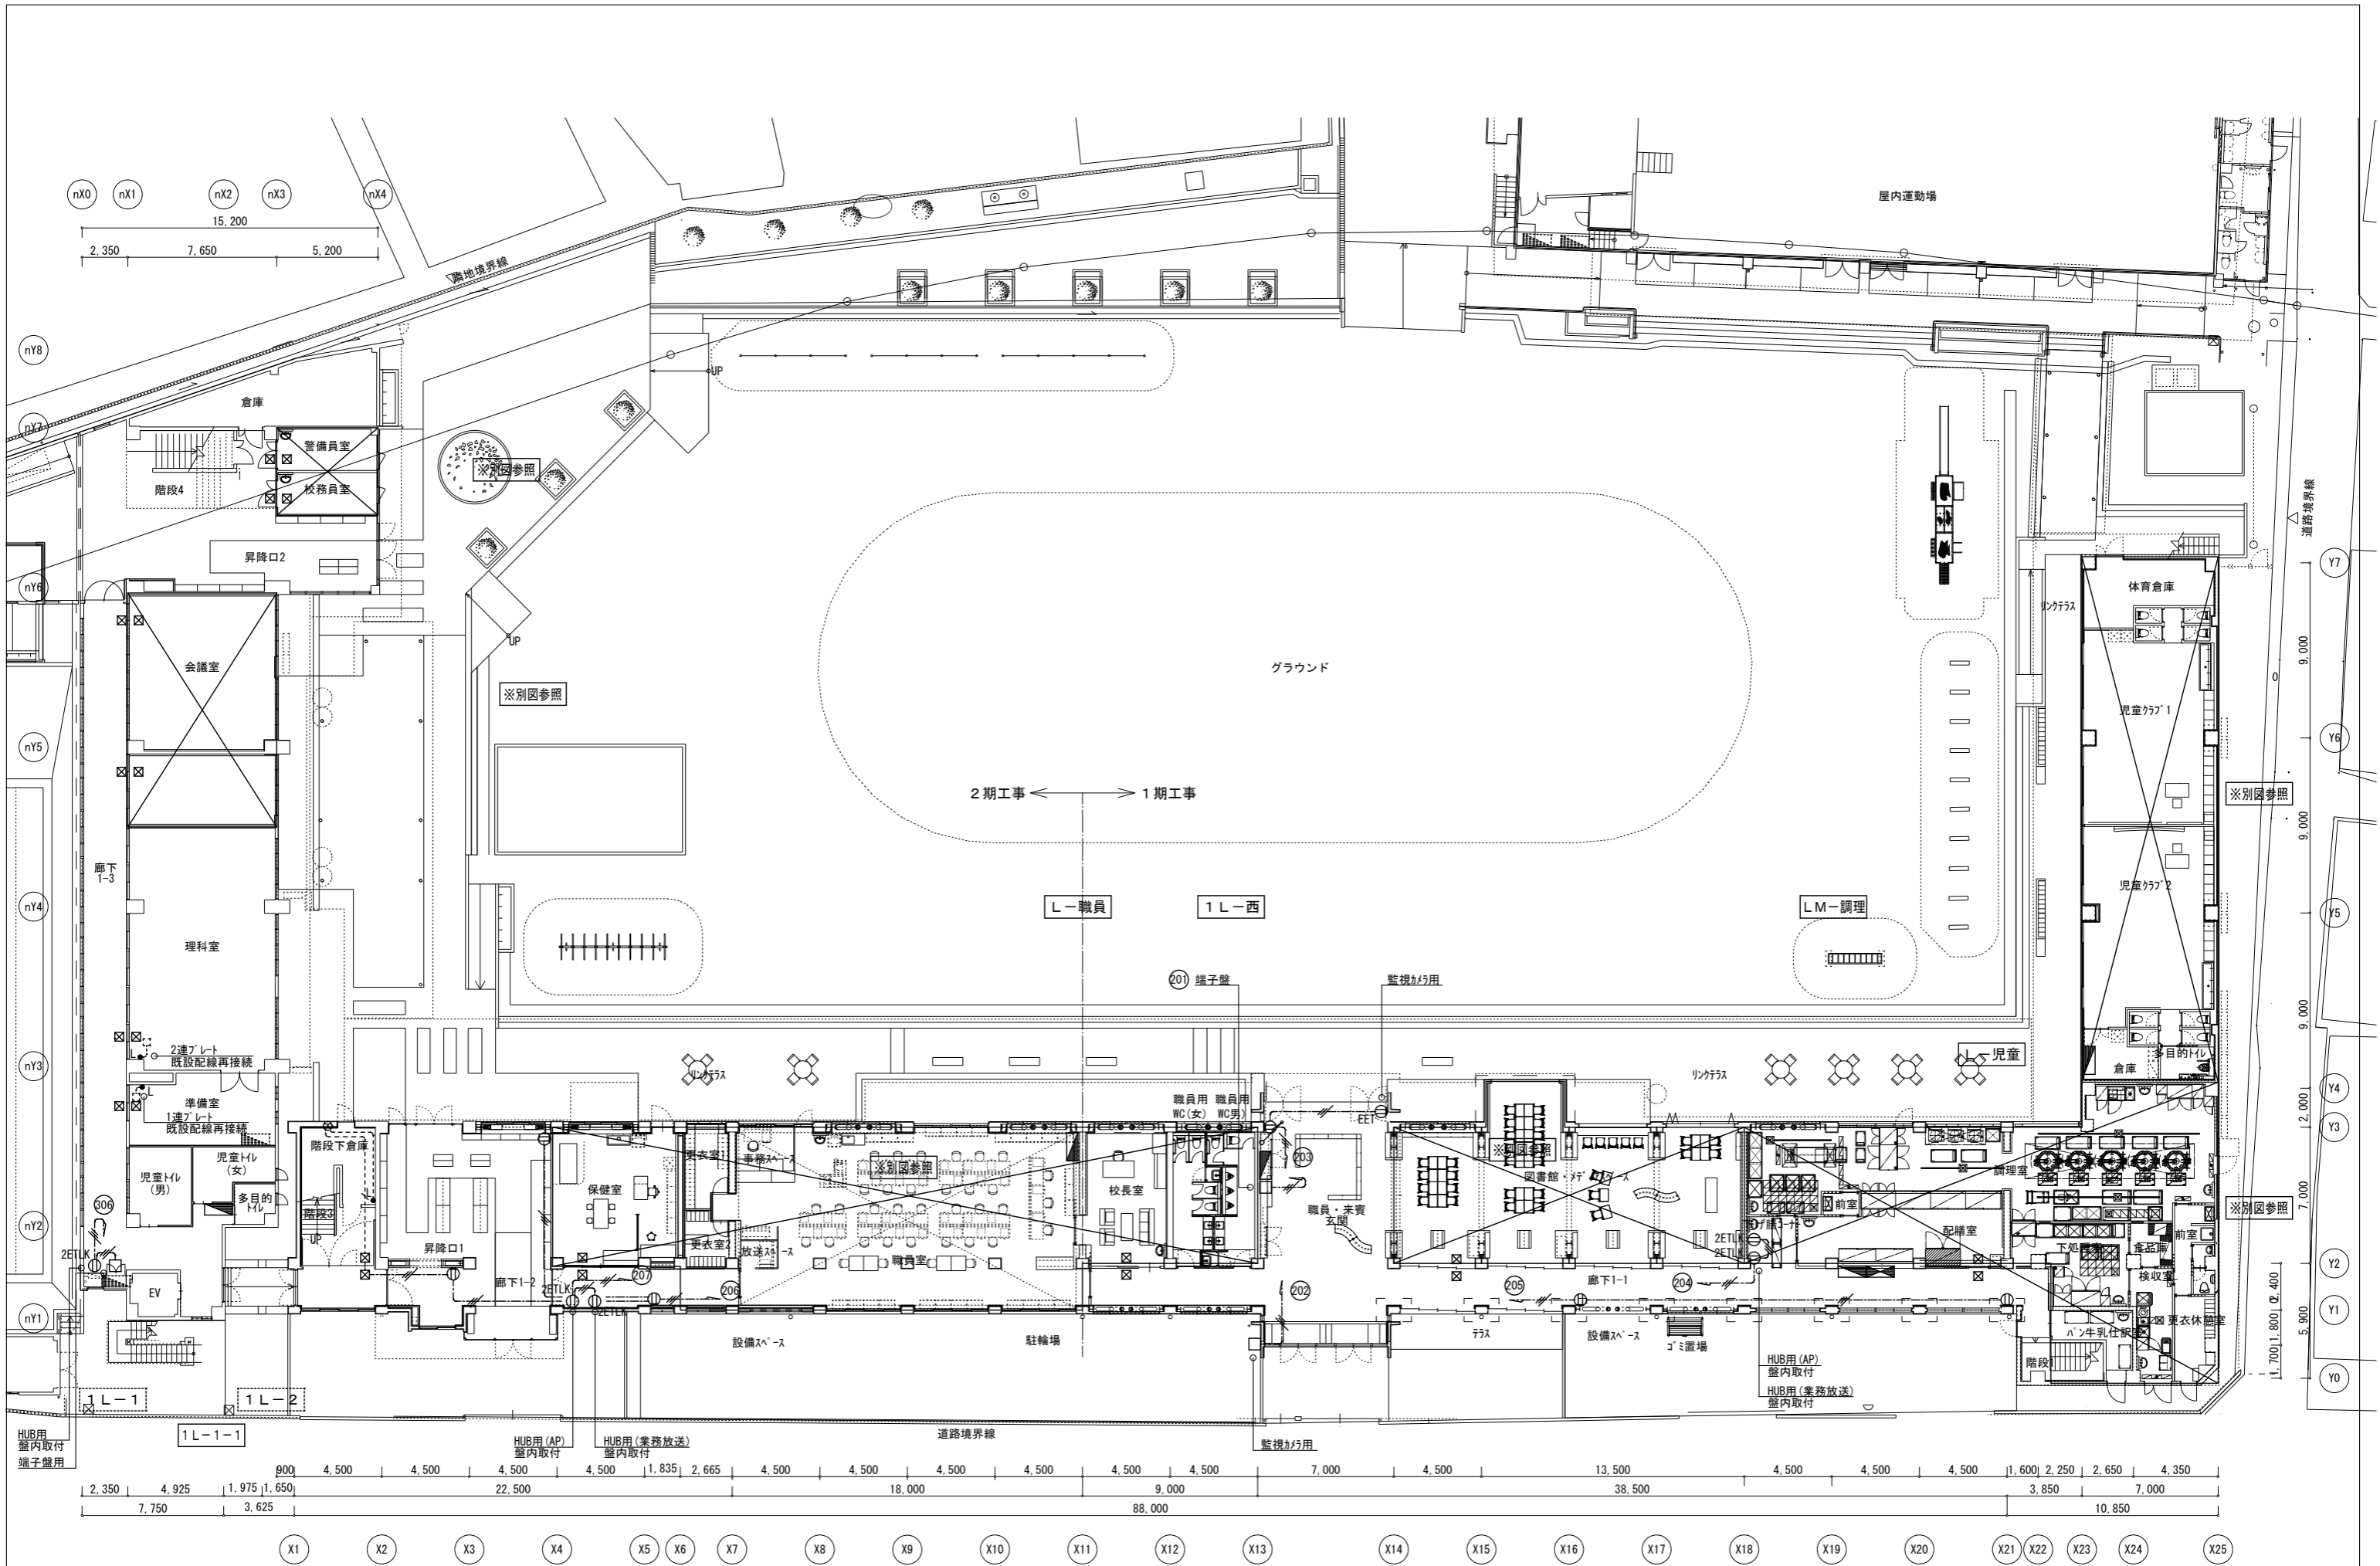 nX0 nX1 nX2 nX3 nX4
15,200
2,350 7,650 5,200
隣地境界線
屋内運動場
nY8
UP
倉庫
nY7
警備員室
※別図参照
階段4
校務員室
道路境界線
昇降口2
Y7
nY6
体育倉庫
リンクテラス
UP
会議室
グラウンド
9,000
※別図参照
児童クラブ1
nY5
Y6
2期工事 1期工事
※別図参照
9,000
廊下
1-3
児童クラブ2
nY4
L-職員 1L-西 LM-調理
Y5
理科室
201 端子盤
監視カメラ用
9,000
2連プレート
既設配線再接続
L-児童
多目的トイレ
nY3
リンクテラス
リンクテラス
倉庫
Y4
準備室
1連プレート
既設配線再接続
職員用 職員用
WC(女) WC(男)
EET
2,000
Y3
階段下倉庫
児童トイレ
(女)
児童トイレ
(男)
更衣室1
事務スペース
※別図参照
203
※別図参照
調理室
保健室
校長室
多目的
トイレ
306
階段3
職員・来賓
玄関
前室
配膳室
7,000
※別図参照
nY2
UP
昇降口1
更衣室2
放送スペース
職員室
2ETLK
2ETLK
2ETLK
前室
食品庫
検収室
Y2
EV
廊下1-2
2ETLK
207
206
202
205
廊下1-1
204
2,400
nY1
2ETLK
Y1
設備スペース
駐輪場
テラス
設備スペース
ゴミ置場
パン牛乳仕訳室
更衣休憩室
1,800
5,900
階段1
1,700
HUB用(AP)
盤内取付
HUB用(業務放送)
盤内取付
Y0
1L-1 1L-2
1L-1-1
HUB用
盤内取付
端子盤用
HUB用(AP)
盤内取付
HUB用(業務放送)
盤内取付
道路境界線
監視カメラ用
900 4,500 4,500 4,500 4,500 1,835 2,665 4,500 4,500 4,500 4,500 4,500 4,500 7,000 4,500 13,500 4,500 4,500 4,500 1,600 2,250 2,650 4,350
2,350 4,925 1,975 1,650 22,500 18,000 9,000 38,500 3,850 7,000
7,750 3,625 88,000 10,850
X1 X2 X3 X4 X5 X6 X7 X8 X9 X10 X11 X12 X13 X14 X15 X16 X17 X18 X19 X20 X21 X22 X23 X24 X25